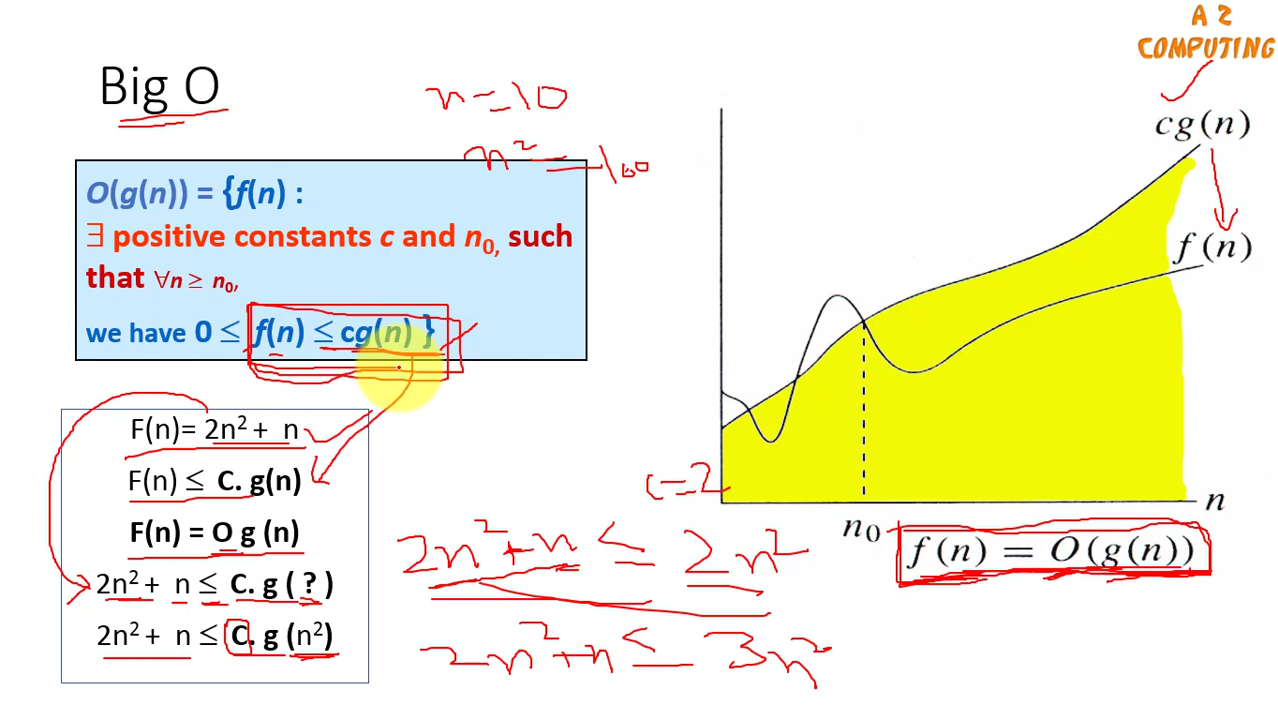 A Z
COMPUTING
Big O
n=10
n²=100
O(g(n)) = {f(n) :
∃ positive constants c and n₀, such
that ∀n ≥ n₀,
we have 0 ≤ f(n) ≤ cg(n) }
F(n)= 2n² + n
F(n) ≤ C. g(n)
F(n) = O g (n)
2n² + n ≤ C. g ( ? )
2n² + n ≤ C. g (n²)
c=2
2n²+n ≤ 2n²
2n²+n ≤ 3n²
cg(n)
f(n)
n
n₀
f(n) = O(g(n))